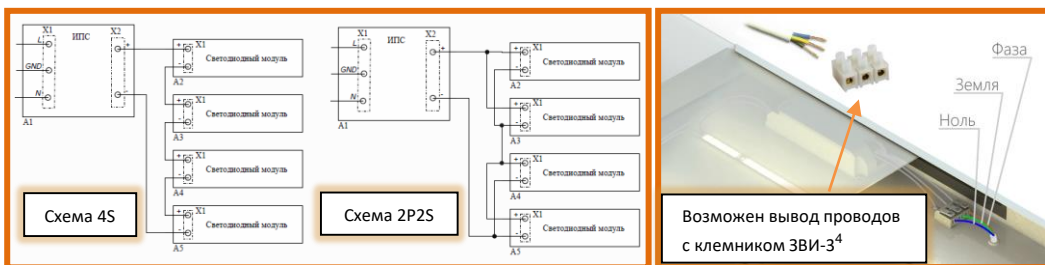 X1
ИПС
X2
L
GND
N
+
-
A1
X1
+
-
Светодиодный модуль
A2
X1
+
-
Светодиодный модуль
A3
X1
+
-
Светодиодный модуль
A4
X1
+
-
Светодиодный модуль
A5
Схема 4S
X1
ИПС
X2
L
GND
N
+
-
A1
X1
+
-
Светодиодный модуль
A2
X1
+
-
Светодиодный модуль
A3
X1
+
-
Светодиодный модуль
A4
X1
+
-
Светодиодный модуль
A5
Схема 2P2S
Фаза
Земля
Ноль
Возможен вывод проводов
с клемником ЗВИ-3⁴